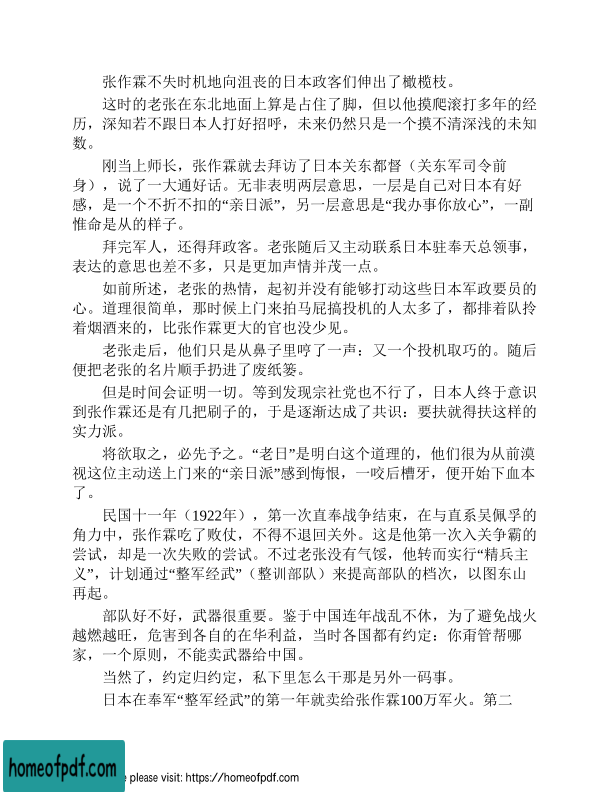 张作霖不失时机地向沮丧的日本政客们伸出了橄榄枝。
这时的老张在东北地面上算是占住了脚，但以他摸爬滚打多年的经
历，深知若不跟日本人打好招呼，未来仍然只是一个摸不清深浅的未知
数。
刚当上师长，张作霖就去拜访了日本关东都督（关东军司令前
身），说了一大通好话。无非表明两层意思，一层是自己对日本有好
感，是一个不折不扣的“亲日派”，另一层意思是“我办事你放心”，一副
惟命是从的样子。
拜完军人，还得拜政客。老张随后又主动联系日本驻奉天总领事，
表达的意思也差不多，只是更加声情并茂一点。
如前所述，老张的热情，起初并没有能够打动这些日本军政要员的
心。道理很简单，那时候上门来拍马屁搞投机的人太多了，都排着队拎
着烟酒来的，比张作霖更大的官也没少见。
老张走后，他们只是从鼻子里哼了一声：又一个投机取巧的。随后
便把老张的名片顺手扔进了废纸篓。
但是时间会证明一切。等到发现宗社党也不行了，日本人终于意识
到张作霖还是有几把刷子的，于是逐渐达成了共识：要扶就得扶这样的
实力派。
将欲取之，必先予之。“老日”是明白这个道理的，他们很为从前漠
视这位主动送上门来的“亲日派”感到悔恨，一咬后槽牙，便开始下血本
了。
民国十一年（1922年），第一次直奉战争结束，在与直系吴佩孚的
角力中，张作霖吃了败仗，不得不退回关外。这是他第一次入关争霸的
尝试，却是一次失败的尝试。不过老张没有气馁，他转而实行“精兵主
义”，计划通过“整军经武”（整训部队）来提高部队的档次，以图东山
再起。
部队好不好，武器很重要。鉴于中国连年战乱不休，为了避免战火
越燃越旺，危害到各自的在华利益，当时各国都有约定：你甭管帮哪
家，一个原则，不能卖武器给中国。
当然了，约定归约定，私下里怎么干那是另外一码事。
日本在奉军“整军经武”的第一年就卖给张作霖100万军火。第二
homeofpdf.com
e please visit: https://homeofpdf.com